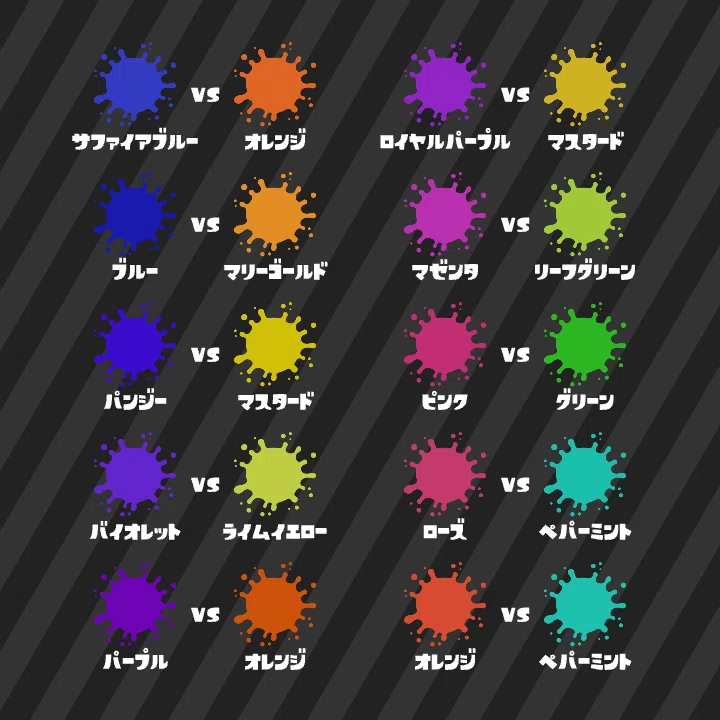 vs
サファイアブルー オレンジ
vs
ロイヤルパープル マスタード
vs
ブルー マリーゴールド
vs
マゼンタ リーフグリーン
vs
パンジー マスタード
vs
ピンク グリーン
vs
バイオレット ライムイエロー
vs
ローズ ペパーミント
vs
パープル オレンジ
vs
オレンジ ペパーミント